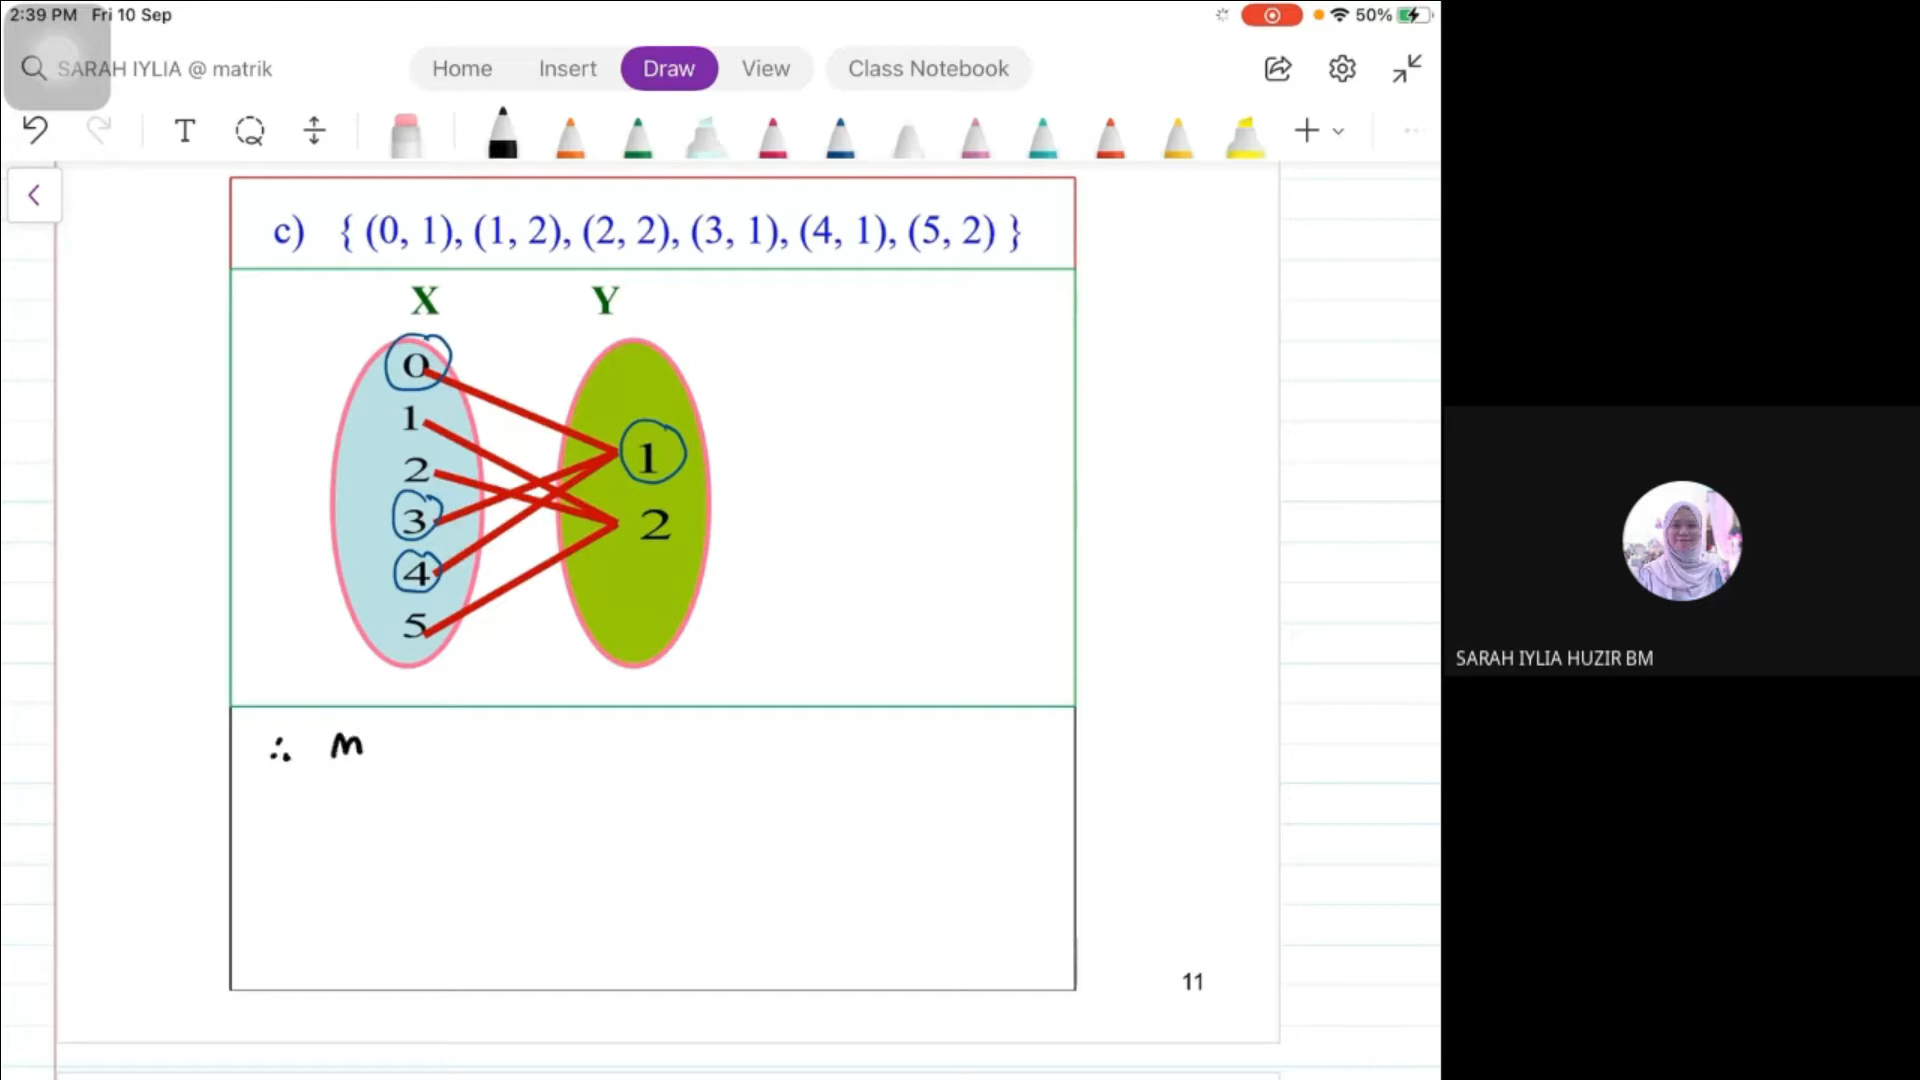 2:39 PM Fri 10 Sep
50%
SARAH IYLIA @ matrik
Home Insert Draw View Class Notebook
T
c) { (0, 1), (1, 2), (2, 2), (3, 1), (4, 1), (5, 2) }
X Y
0
1
2
3
4
5
1
2
∴ m
11
SARAH IYLIA HUZIR BM